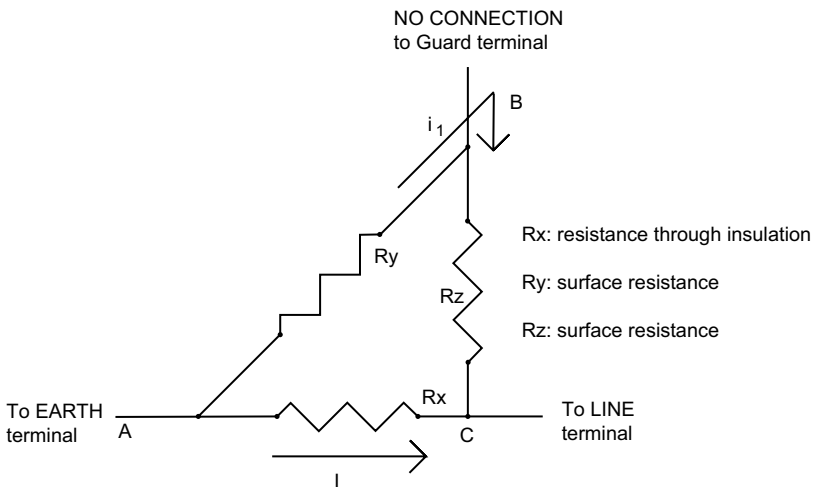 NO CONNECTION
to Guard terminal
B
i 1
Rx: resistance through insulation
Ry
Ry: surface resistance
Rz
Rz: surface resistance
Rx
To EARTH
terminal
A
C
To LINE
terminal
I